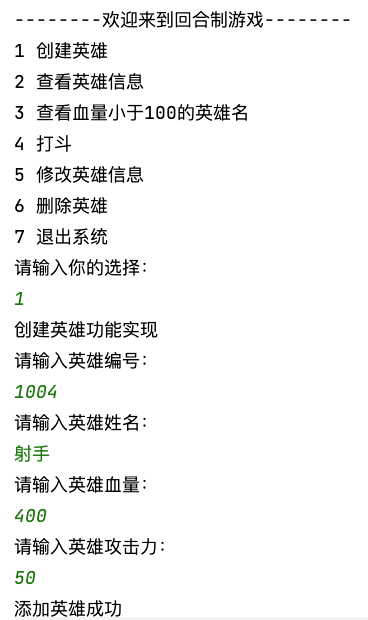 --------欢迎来到回合制游戏--------
1 创建英雄
2 查看英雄信息
3 查看血量小于100的英雄名
4 打斗
5 修改英雄信息
6 删除英雄
7 退出系统
请输入你的选择:
1
创建英雄功能实现
请输入英雄编号:
1004
请输入英雄姓名:
射手
请输入英雄血量:
400
请输入英雄攻击力:
50
添加英雄成功